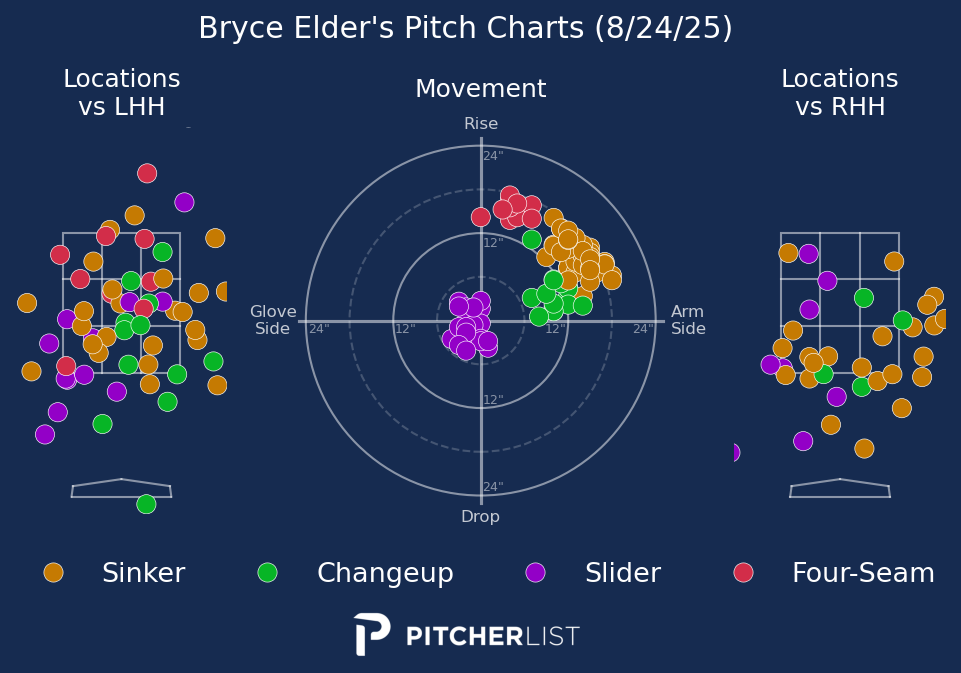 Bryce Elder's Pitch Charts (8/24/25)
Locations
vs LHH
Movement
Locations
vs RHH
Rise
24"
12"
Glove
Side
24"
12"
12"
24"
Arm
Side
12"
24"
Drop
Sinker
Changeup
Slider
Four-Seam
PITCHERLIST